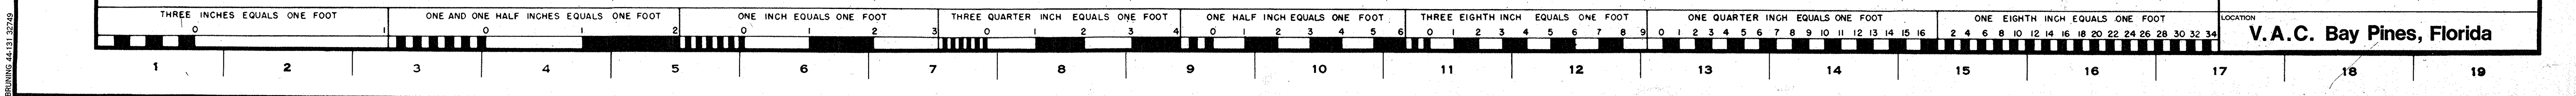 THREE INCHES EQUALS ONE FOOT
0 1
ONE AND ONE HALF INCHES EQUALS ONE FOOT
0 1 2
ONE INCH EQUALS ONE FOOT
0 1 2 3
THREE QUARTER INCH EQUALS ONE FOOT
0 1 2 3 4
ONE HALF INCH EQUALS ONE FOOT
0 1 2 3 4 5 6
THREE EIGHTH INCH EQUALS ONE FOOT
0 1 2 3 4 5 6 7 8 9
ONE QUARTER INCH EQUALS ONE FOOT
0 1 2 3 4 5 6 7 8 9 10 11 12 13 14 15 16
ONE EIGHTH INCH EQUALS ONE FOOT
2 4 6 8 10 12 14 16 18 20 22 24 26 28 30 32 34
LOCATION
V.A.C. Bay Pines, Florida
1 2 3 4 5 6 7 8 9 10 11 12 13 14 15 16 17 18 19
BRUNING 44-131 32749